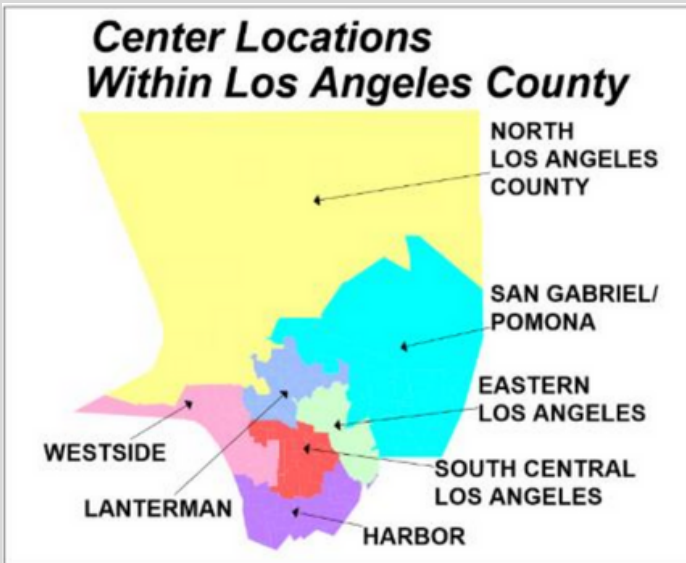 Center Locations
Within Los Angeles County
NORTH
LOS ANGELES
COUNTY
SAN GABRIEL/
POMONA
EASTERN
LOS ANGELES
WESTSIDE
SOUTH CENTRAL
LOS ANGELES
LANTERMAN
HARBOR